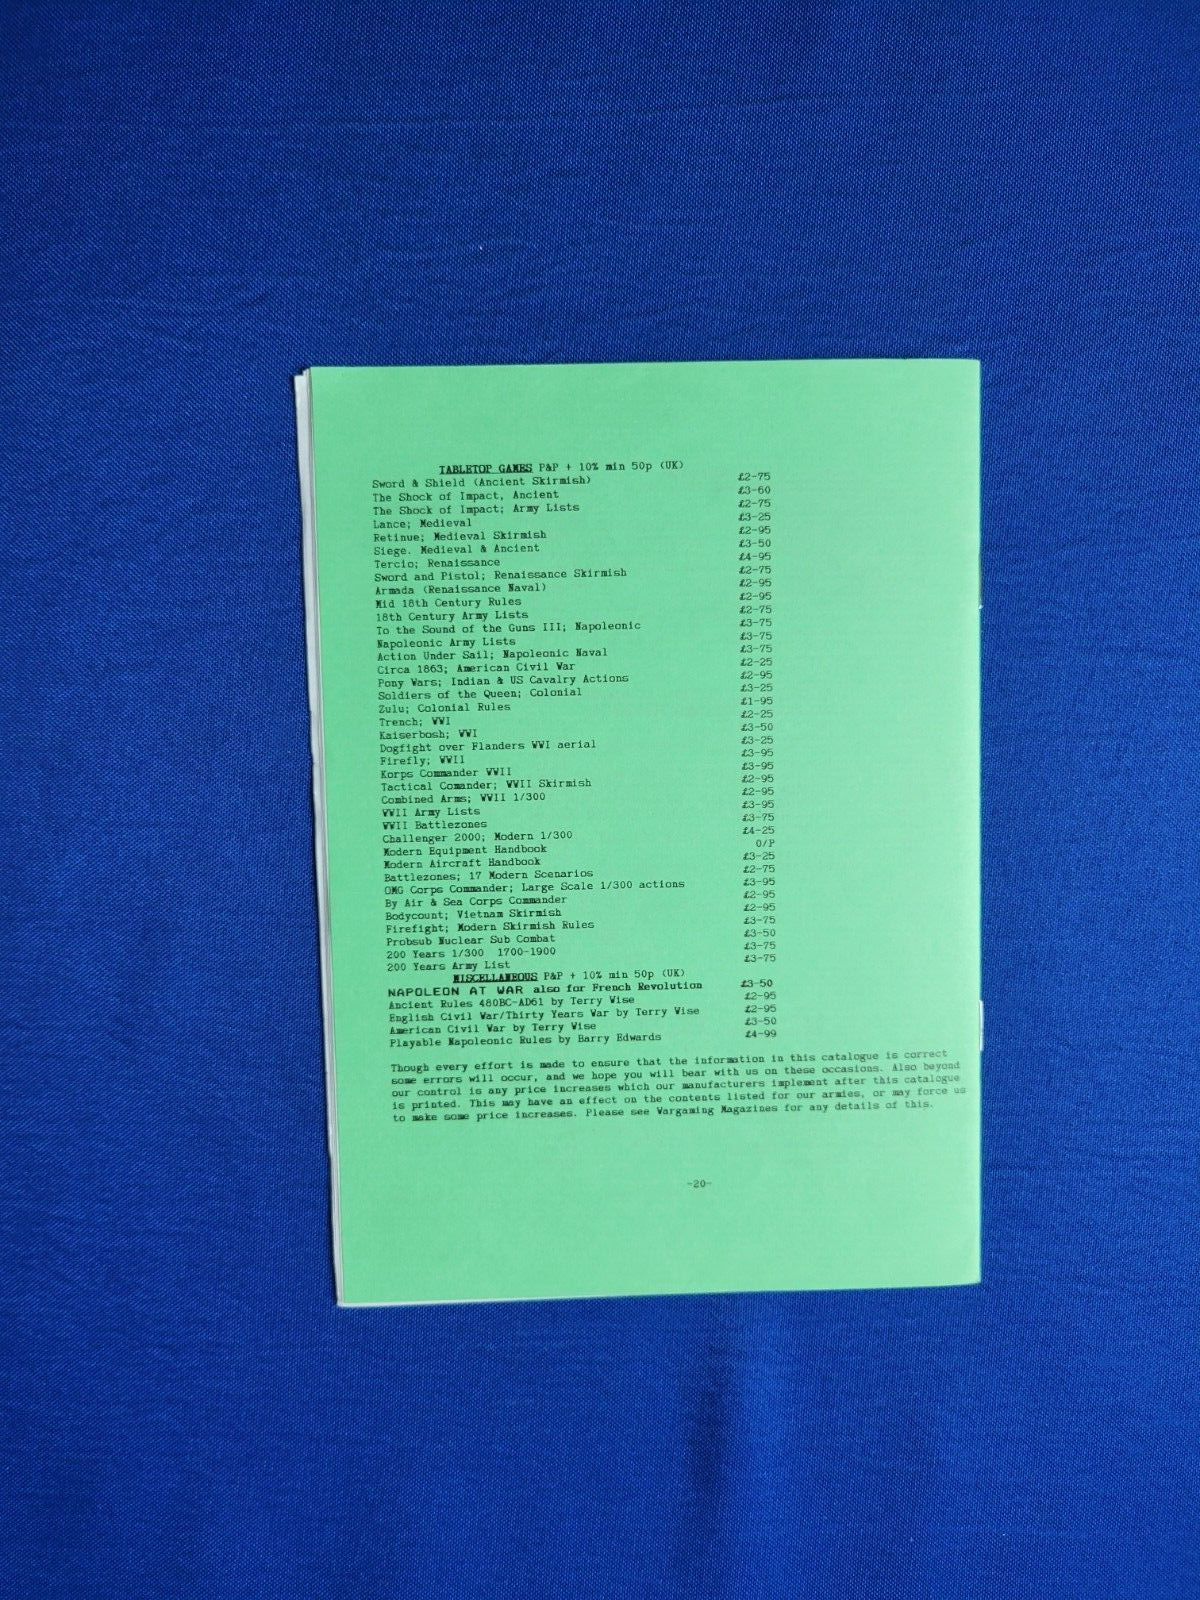 TABLETOP GAMES P&P + 10% min 50p (UK)
Sword & Shield (Ancient Skirmish) £2-75
The Shock of Impact, Ancient £3-60
The Shock of Impact; Army Lists £2-75
Lance; Medieval £3-25
Retinue; Medieval Skirmish £2-95
Siege. Medieval & Ancient £3-50
Tercio; Renaissance £4-95
Sword and Pistol; Renaissance Skirmish £2-75
Armada (Renaissance Naval) £2-95
Mid 18th Century Rules £2-95
18th Century Army Lists £2-75
To the Sound of the Guns III; Napoleonic £3-75
Napoleonic Army Lists £3-75
Action Under Sail; Napoleonic Naval £3-75
Circa 1863; American Civil War £2-25
Pony Wars; Indian & US Cavalry Actions £2-95
Soldiers of the Queen; Colonial £3-25
Zulu; Colonial Rules £1-95
Trench; WWI £2-25
Kaiserbosh; WWI £3-50
Dogfight over Flanders WWI aerial £3-25
Firefly; WWII £3-95
Korps Commander WWII £3-95
Tactical Comander; WWII Skirmish £2-95
Combined Arms; WWII 1/300 £2-95
WWII Army Lists £3-95
WWII Battlezones £3-75
Challenger 2000; Modern 1/300 £4-25
Modern Equipment Handbook O/P
Modern Aircraft Handbook £3-25
Battlezones; 17 Modern Scenarios £2-75
OMG Corps Commander; Large Scale 1/300 actions £3-95
By Air & Sea Corps Commander £2-95
Bodycount; Vietnam Skirmish £2-95
Firefight; Modern Skirmish Rules £3-75
Probsub Nuclear Sub Combat £3-50
200 Years 1/300 1700-1900 £3-75
200 Years Army List £3-75
MISCELLANEOUS P&P + 10% min 50p (UK)
NAPOLEON AT WAR also for French Revolution £3-50
Ancient Rules 480BC-AD61 by Terry Wise £2-95
English Civil War/Thirty Years War by Terry Wise £2-95
American Civil War by Terry Wise £3-50
Playable Napoleonic Rules by Barry Edwards £4-99
Though every effort is made to ensure that the information in this catalogue is correct
some errors will occur, and we hope you will bear with us on these occasions. Also beyond
our control is any price increases which our manufacturers implement after this catalogue
is printed. This may have an effect on the contents listed for our armies, or may force us
to make some price increases. Please see Wargaming Magazines for any details of this.
-20-